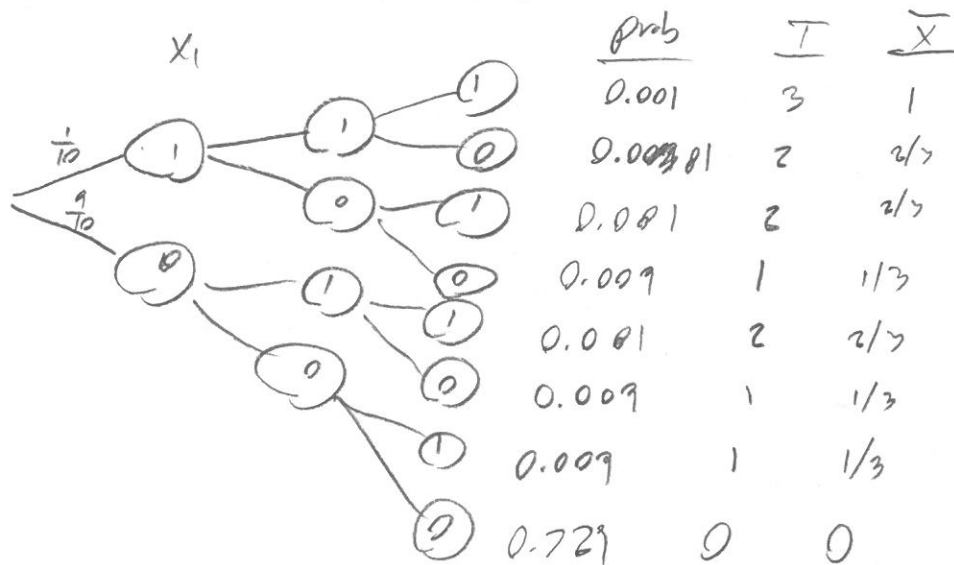 X₁ prob T X̄
1 0.001 3 1
1/10 1 1 0 2 2/3
9/10 0 1 0.081 2 2/3
0 0 0.009 1 1/3
1 1 0.081 2 2/3
0 0 0.009 1 1/3
1 0.009 1 1/3
0 0.729 0 0